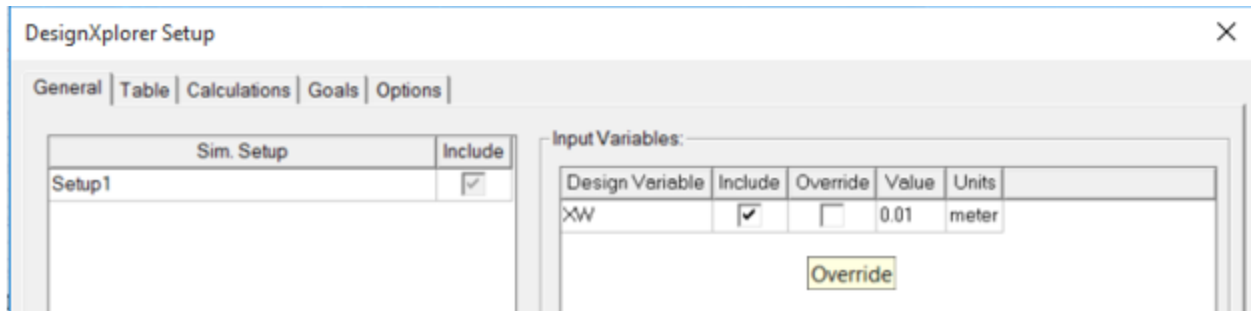 DesignXplorer Setup
General Table Calculations Goals Options
Sim. Setup Include
Setup1
Input Variables:
Design Variable Include Override Value Units
XW 0.01 meter
Override